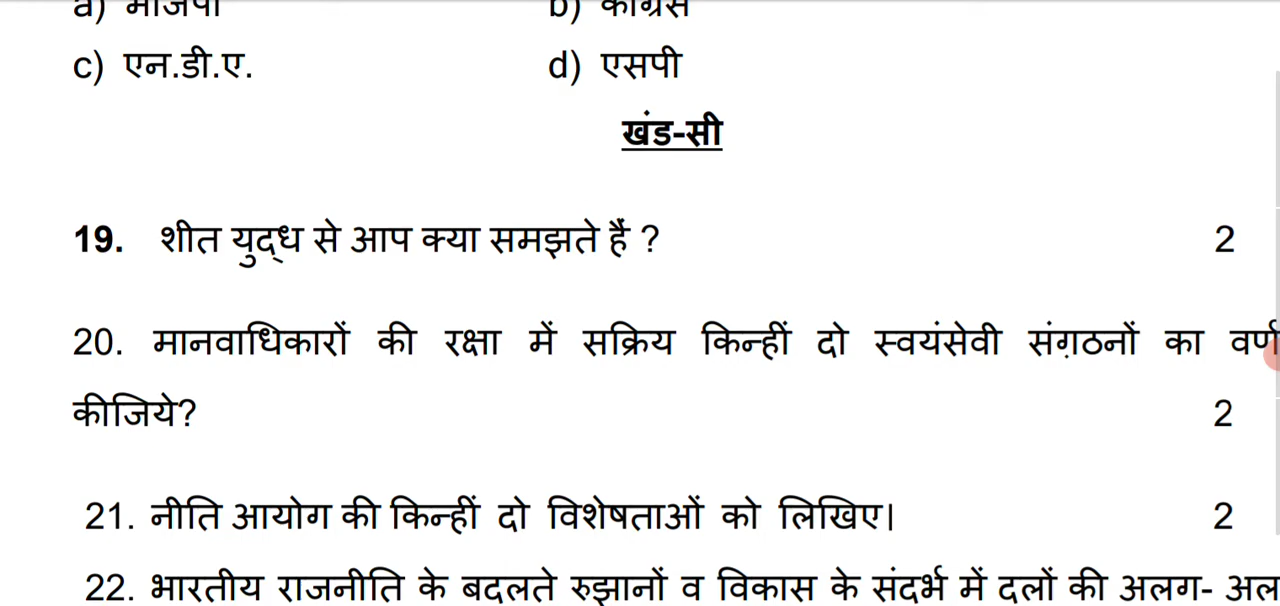 a) भाजपा b) कांग्रेस
c) एन.डी.ए. d) एसपी
खंड-सी
19. शीत युद्ध से आप क्या समझते हैं ? 2
20. मानवाधिकारों की रक्षा में सक्रिय किन्हीं दो स्वयंसेवी संग़ठनों का
कीजिये? 2
21. नीति आयोग की किन्हीं दो विशेषताओं को लिखिए। 2
22. भारतीय राजनीति के बदलते रुझानों व विकास के संदर्भ में दलों की अलग-